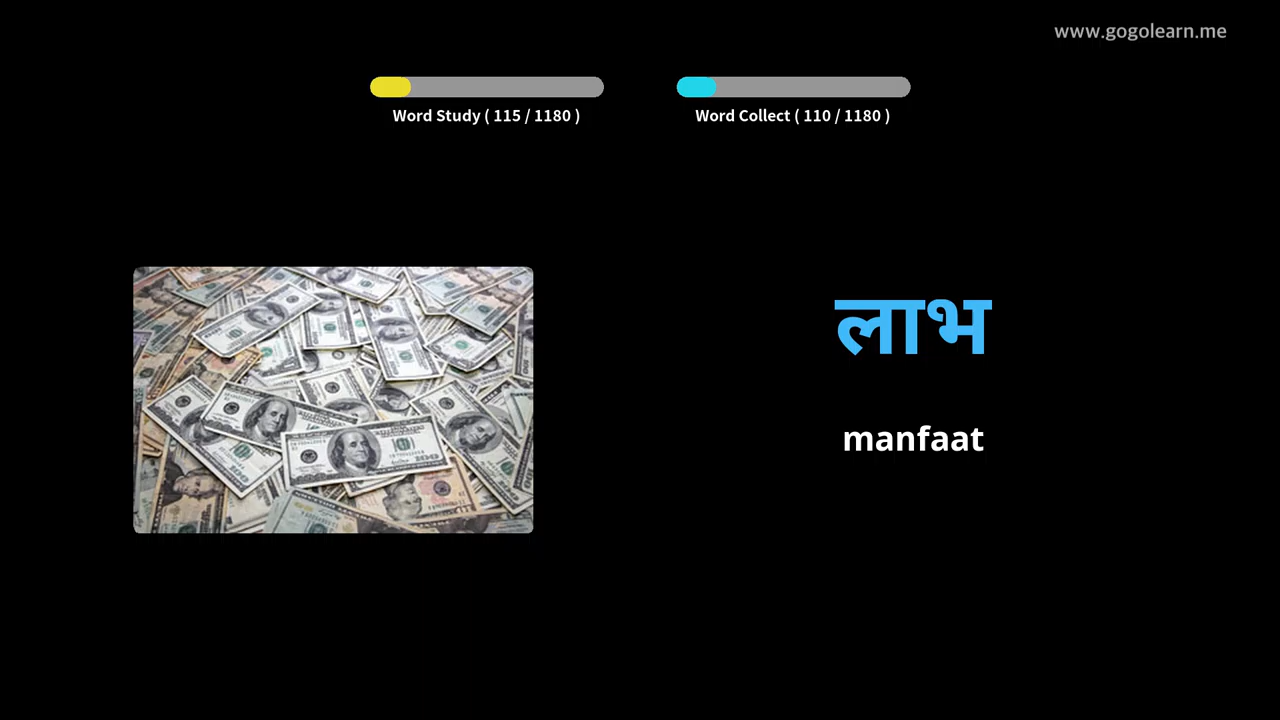 www.gogolearn.me
Word Study ( 115 / 1180 )
Word Collect ( 110 / 1180 )
लाभ
manfaat